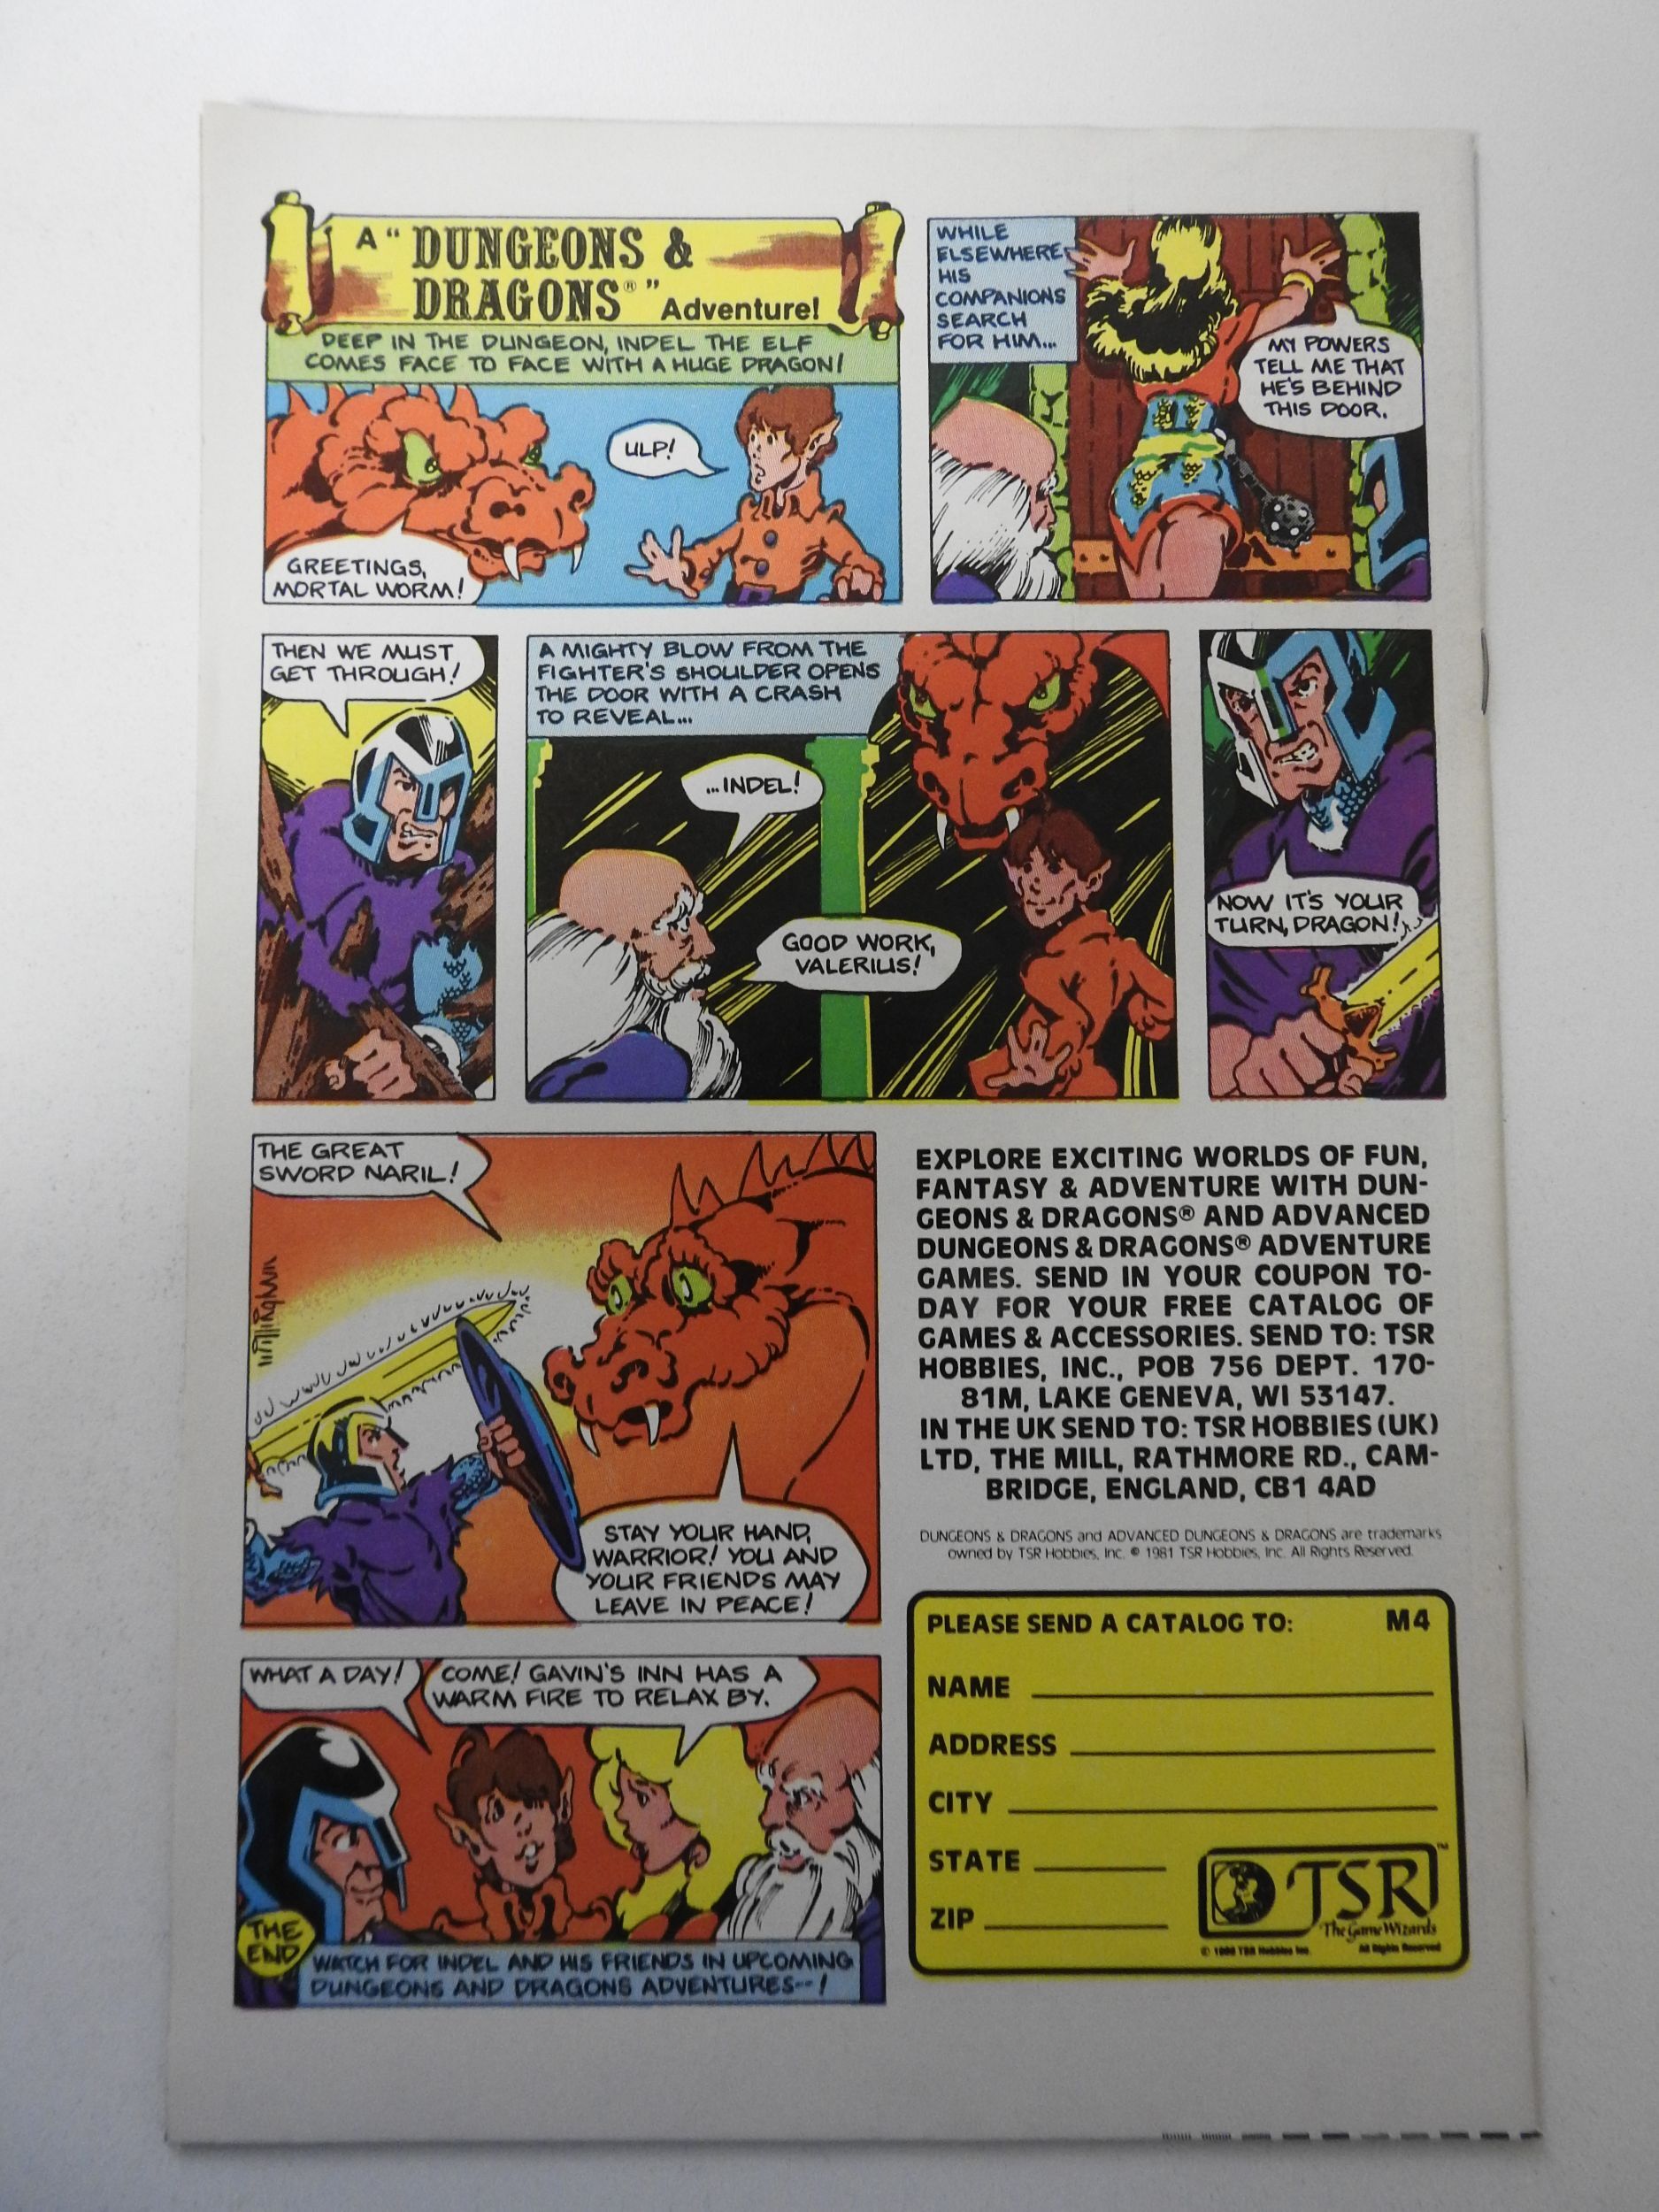 A "DUNGEONS &
DRAGONS®"
Adventure!
DEEP IN THE DUNGEON, INDEL THE ELF
COMES FACE TO FACE WITH A HUGE DRAGON!
ULP!
GREETINGS,
MORTAL WORM!
WHILE
ELSEWHERE,
HIS
COMPANIONS
SEARCH
FOR HIM...
MY POWERS
TELL ME THAT
HE'S BEHIND
THIS DOOR.
THEN WE MUST
GET THROUGH!
A MIGHTY BLOW FROM THE
FIGHTER'S SHOULDER OPENS
THE DOOR WITH A CRASH
TO REVEAL...
...INDEL!
GOOD WORK,
VALERIUS!
NOW IT'S YOUR
TURN, DRAGON!
THE GREAT
SWORD NARIL!
Willingham
STAY YOUR HAND,
WARRIOR! YOU AND
YOUR FRIENDS MAY
LEAVE IN PEACE!
WHAT A DAY!
COME! GAVIN'S INN HAS A
WARM FIRE TO RELAX BY.
THE
END
WATCH FOR INDEL AND HIS FRIENDS IN UPCOMING
DUNGEONS AND DRAGONS ADVENTURES--!
EXPLORE EXCITING WORLDS OF FUN,
FANTASY & ADVENTURE WITH DUN-
GEONS & DRAGONS® AND ADVANCED
DUNGEONS & DRAGONS® ADVENTURE
GAMES. SEND IN YOUR COUPON TO-
DAY FOR YOUR FREE CATALOG OF
GAMES & ACCESSORIES. SEND TO: TSR
HOBBIES, INC., POB 756 DEPT. 170-
81M, LAKE GENEVA, WI 53147.
IN THE UK SEND TO: TSR HOBBIES (UK)
LTD, THE MILL, RATHMORE RD., CAM-
BRIDGE, ENGLAND, CB1 4AD
DUNGEONS & DRAGONS and ADVANCED DUNGEONS & DRAGONS are trademarks
owned by TSR Hobbies, Inc. © 1981 TSR Hobbies, Inc. All Rights Reserved.
PLEASE SEND A CATALOG TO: M4
NAME
ADDRESS
CITY
STATE
ZIP
TSR™
The Game Wizards
© 1980 TSR Hobbies Inc. All Rights Reserved